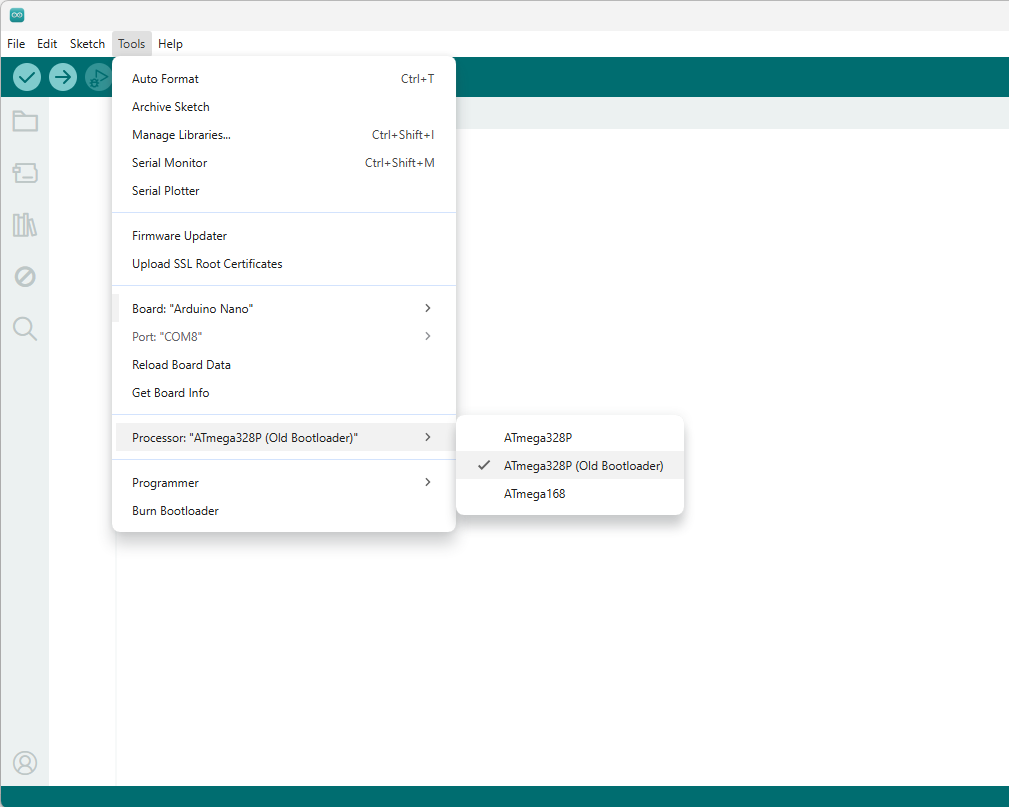 File Edit Sketch Tools Help
Auto Format Ctrl+T
Archive Sketch
Manage Libraries... Ctrl+Shift+I
Serial Monitor Ctrl+Shift+M
Serial Plotter
Firmware Updater
Upload SSL Root Certificates
Board: "Arduino Nano"
Port: "COM8"
Reload Board Data
Get Board Info
Processor: "ATmega328P (Old Bootloader)"
Programmer
Burn Bootloader
ATmega328P
ATmega328P (Old Bootloader)
ATmega168